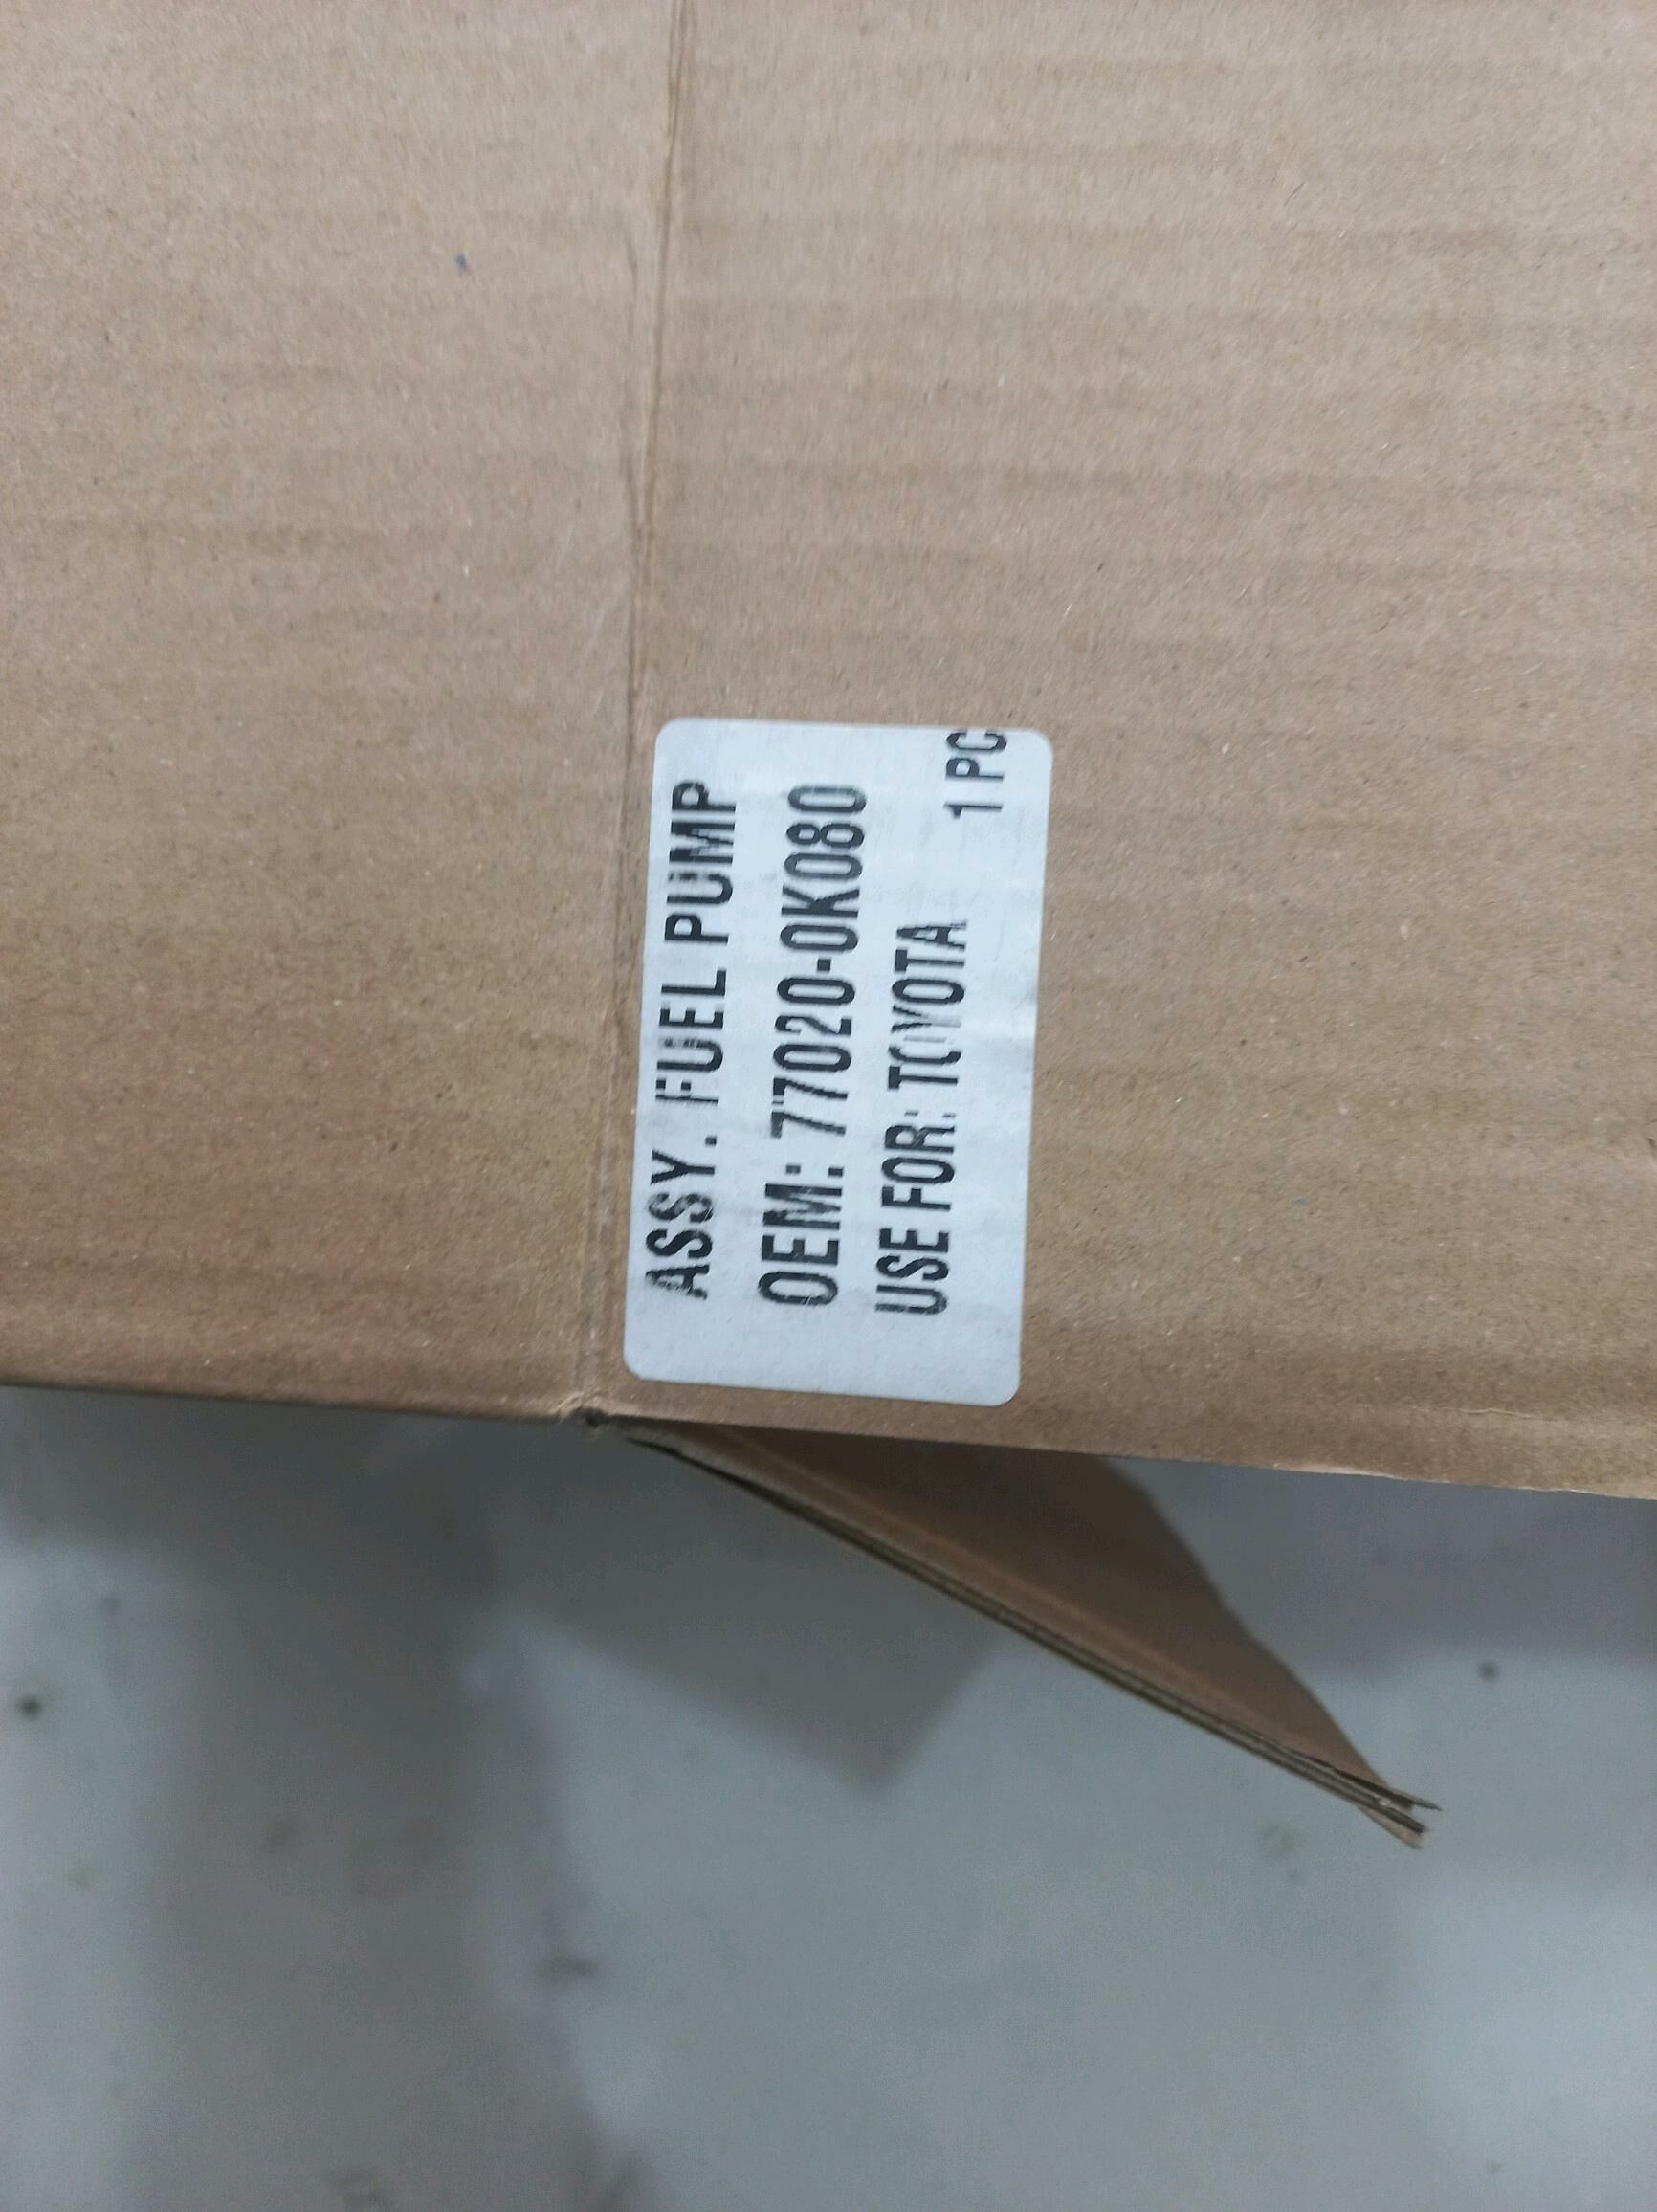 ASSY. FUEL PUMP
OEM: 77020-0K080
USE FOR: TOYOTA
1 PC